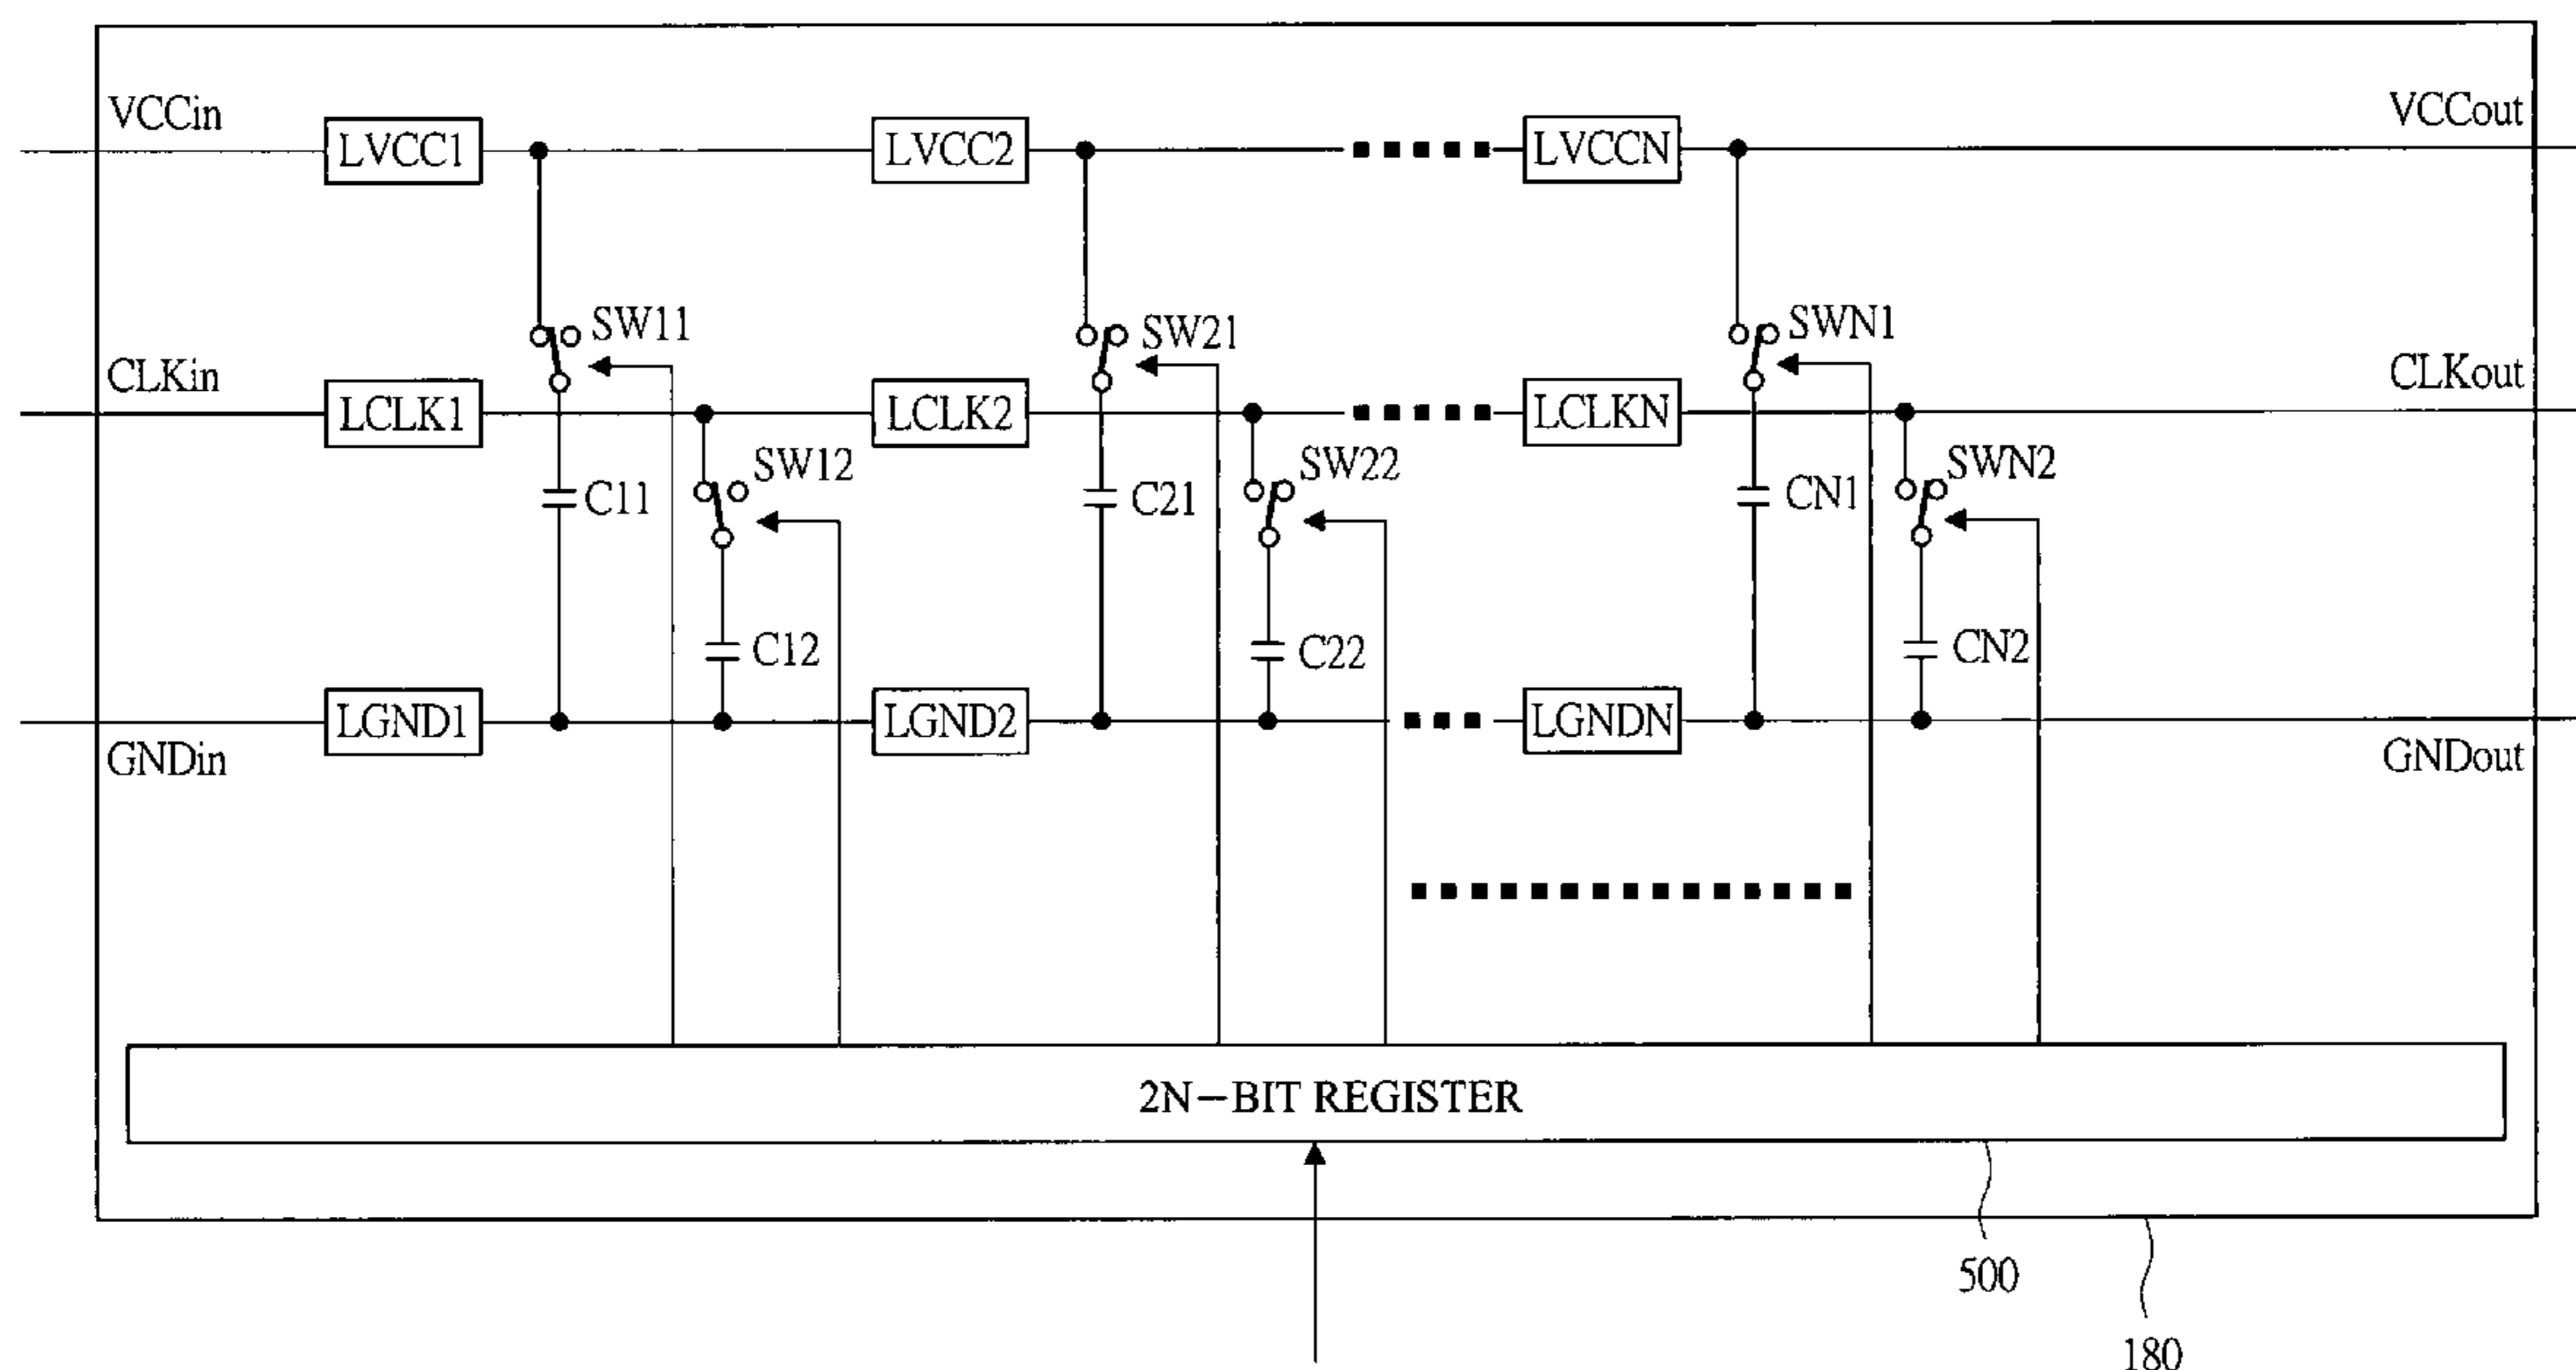 VCCin
VCCout
LVCC1
LVCC2
LVCCN
SW11
SW21
SWN1
CLKin
CLKout
LCLK1
LCLK2
LCLKN
SW12
SW22
SWN2
C11
C21
CN1
C12
C22
CN2
LGND1
LGND2
LGNDN
GNDin
GNDout
2N—BIT REGISTER
500
180